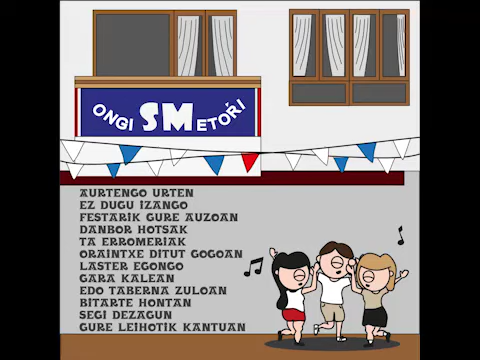 ONGI SM ETOŔI
AURTENGO URTEN
EZ DUGU IZANGO
FESTARIK GURE AUZOAN
DANBOR HOTSAK
TA ERROMERIAK
ORAINTXE DITUT GOGOAN
LASTER EGONGO
GARA KALEAN
EDO TABERNA ZULOAN
BITARTE HONTAN
SEGI DEZAGUN
GURE LEIHOTIK KANTUAN